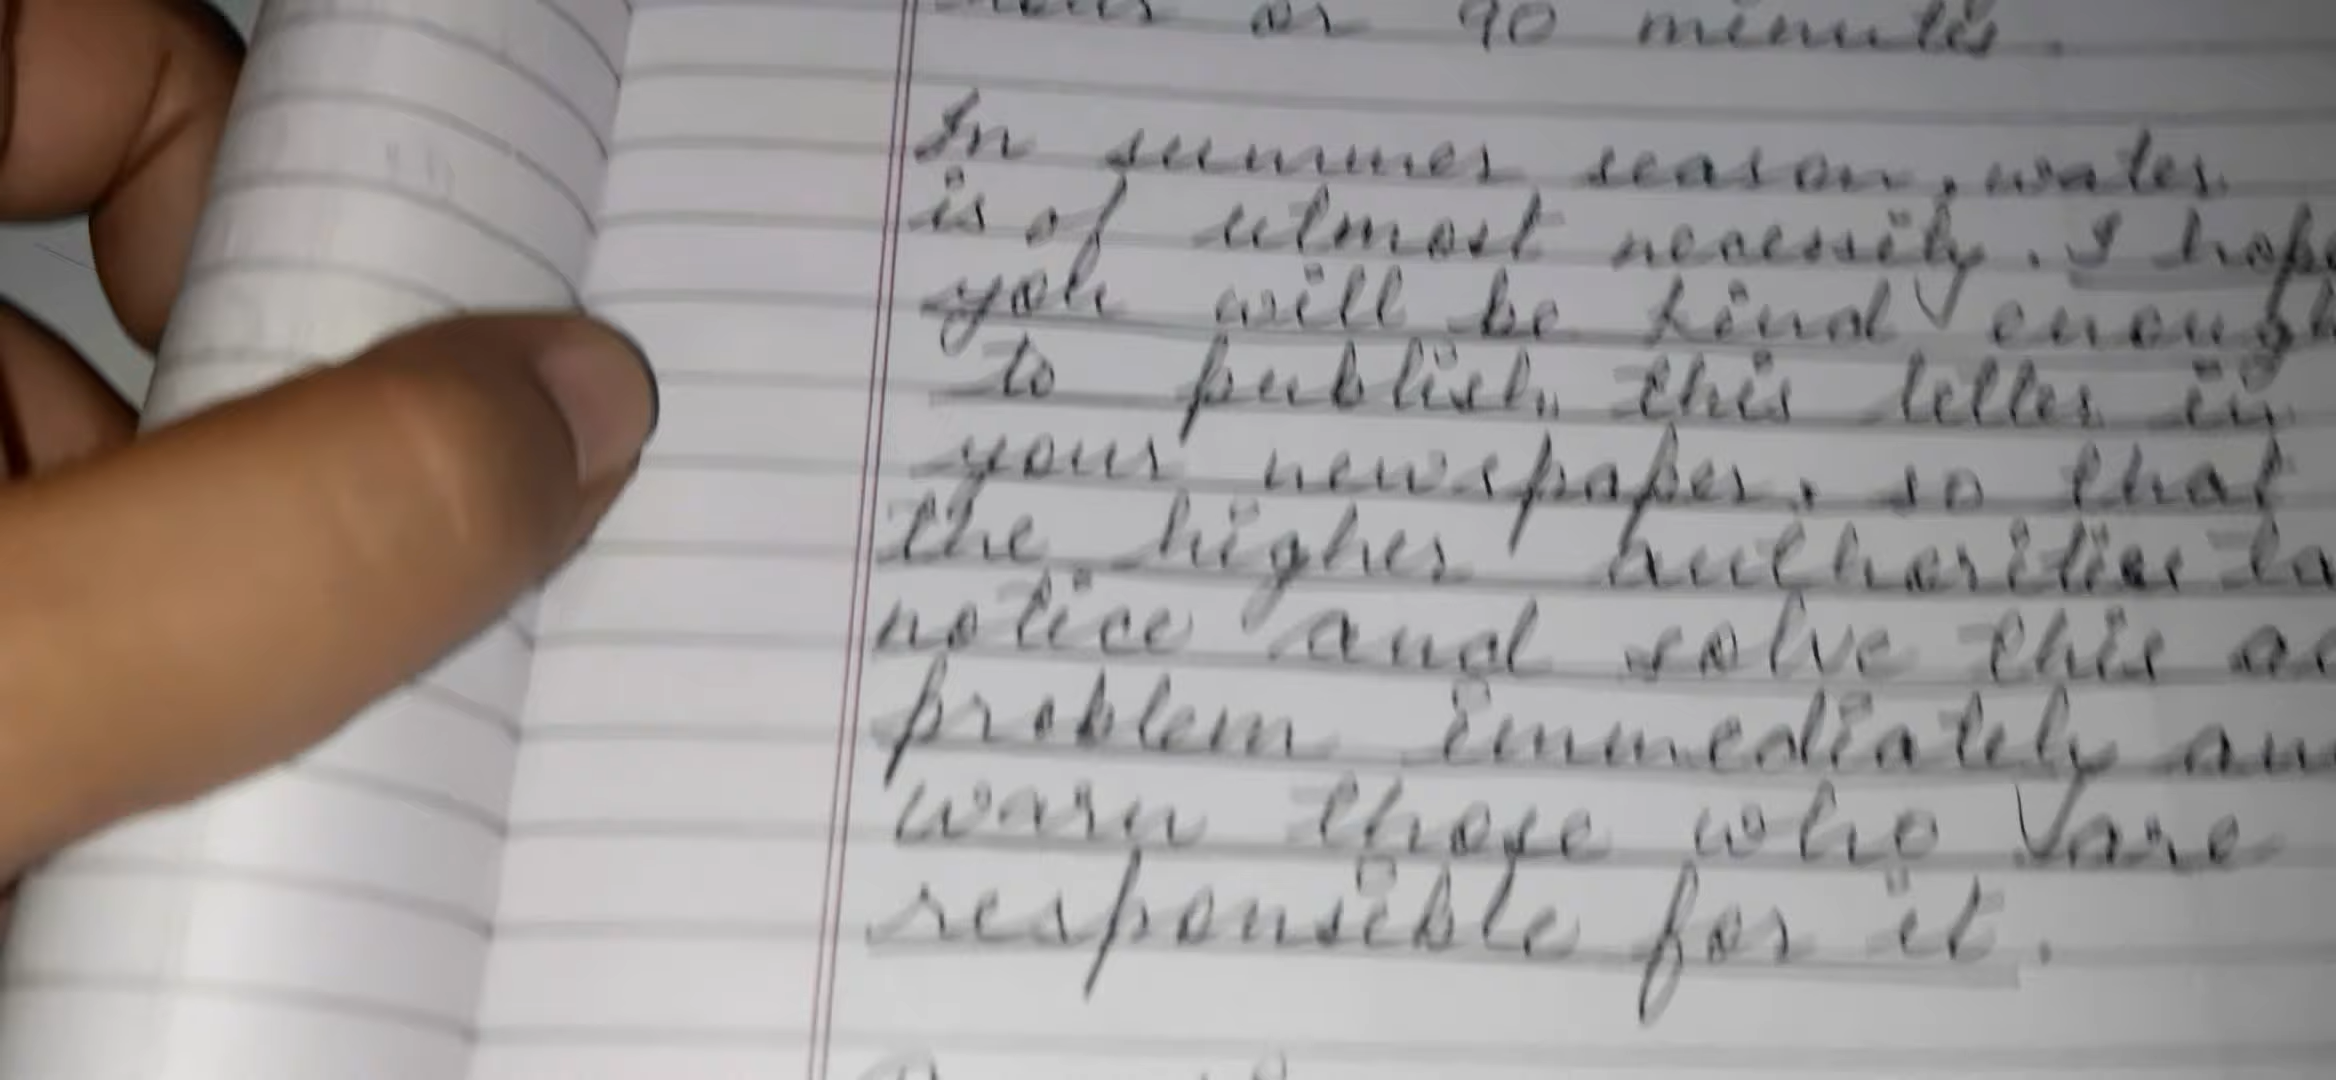 or 90 minutes.
In summer season, water
is of utmost necessity. I hope
you will be kind enough
to publish this letter in
your newspaper, so that
the higher authorities
notice and solve this
problem immediately
warn those who are
responsible for it.